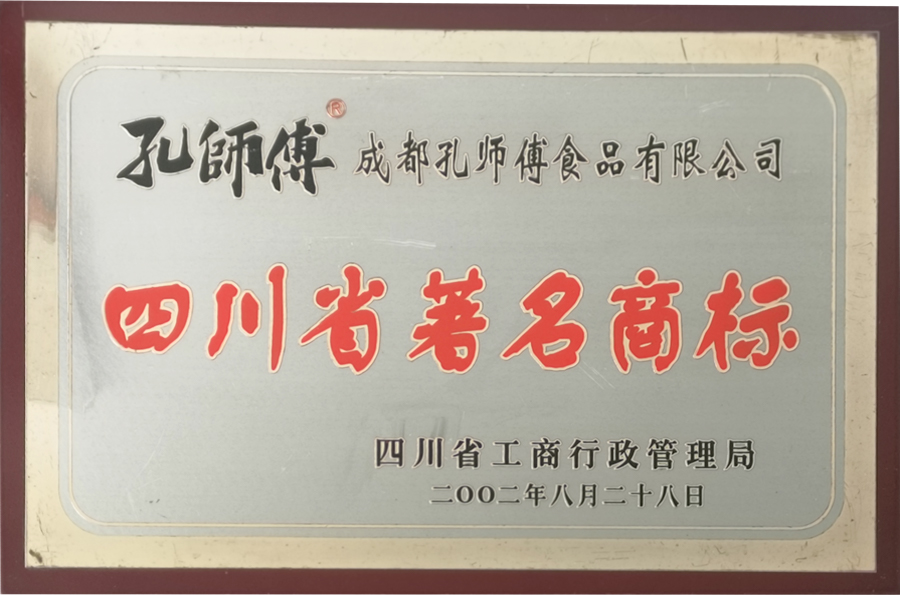 孔師傅® 成都孔师傅食品有限公司
四川省著名商标
四川省工商行政管理局
二OO二年八月二十八日